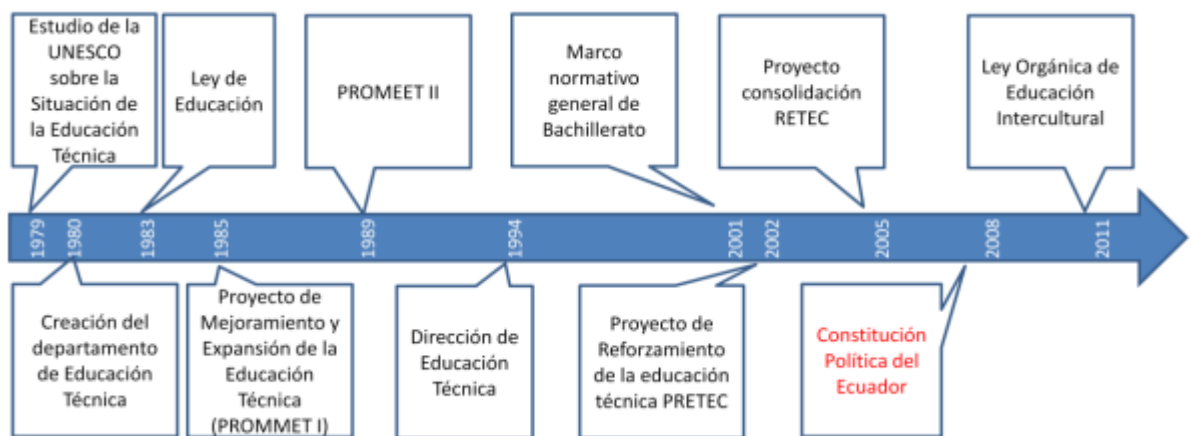 Estudio de la
UNESCO
sobre la
Situación de
la Educación
Técnica
Ley de
Educación
PROMEET II
Marco
normativo
general de
Bachillerato
Proyecto
consolidación
RETEC
Ley Orgánica de
Educación
Intercultural
1979
1980
1983
1985
1989
1994
2001
2002
2005
2008
2011
Creación del
departamento
de Educación
Técnica
Proyecto de
Mejoramiento y
Expansión de la
Educación
Técnica
(PROMMET I)
Dirección de
Educación
Técnica
Proyecto de
Reforzamiento
de la educación
técnica PRETEC
Constitución
Política del
Ecuador